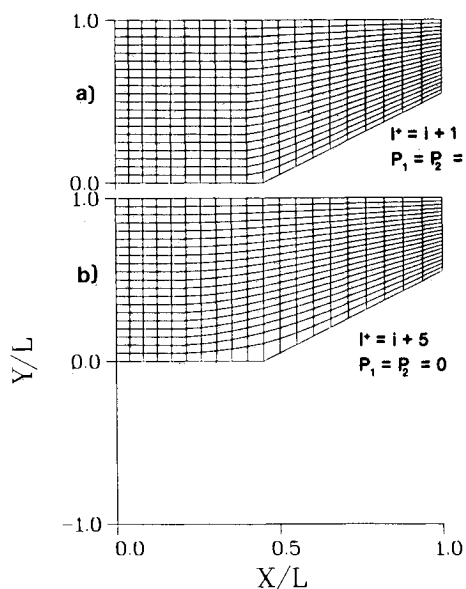 1.0
a)
I⁺ = i + 1
P₁ = P₂ =
0.0
1.0
b)
I⁺ = i + 5
P₁ = P₂ = 0
0.0
Y/L
−1.0
0.0 0.5 1.0
X/L